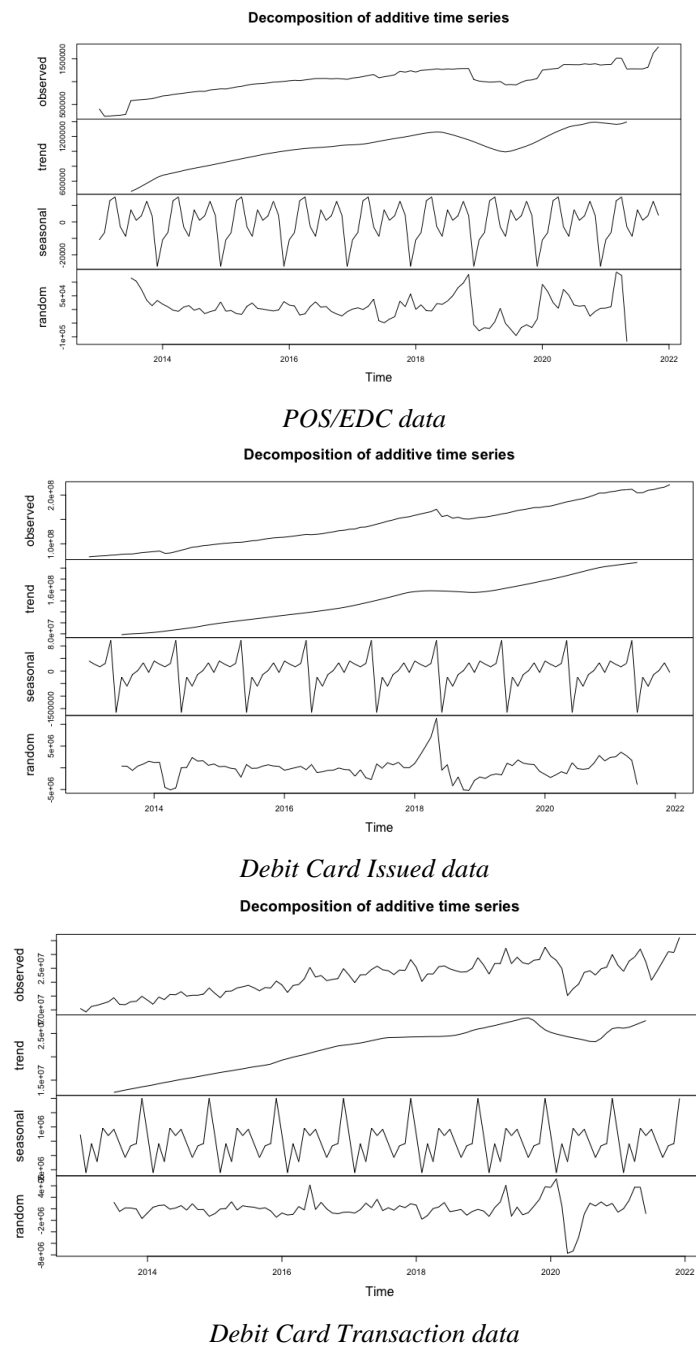 Decomposition of additive time series
observed
500000 1500000
trend
600000 1200000
seasonal
-20000 0
random
-1e+05 5e+04
2014 2016 2018 2020 2022
Time
POS/EDC data
Decomposition of additive time series
observed
1.0e+08 2.0e+08
trend
8.0e+07 1.6e+08
seasonal
-1500000 0
random
-5e+06 5e+06
2014 2016 2018 2020 2022
Time
Debit Card Issued data
Decomposition of additive time series
observed
2.5e+07
trend
1.5e+07 2.5e+07
seasonal
1e+06
random
-8e+06 -2e+06
2014 2016 2018 2020 2022
Time
Debit Card Transaction data